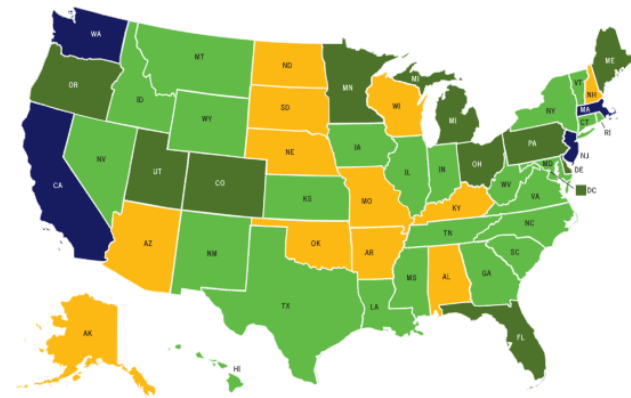 WA
MT
ND
MN
MI
ME
OR
ID
SD
WI
MI
VT
NH
NY
MA
WY
CT
RI
IA
NE
PA
NJ
NV
UT
CO
IL
IN
OH
MD
DE
DC
CA
KS
MO
WV
VA
KY
NC
TN
AZ
NM
OK
AR
SC
MS
AL
GA
TX
LA
FL
AK
HI